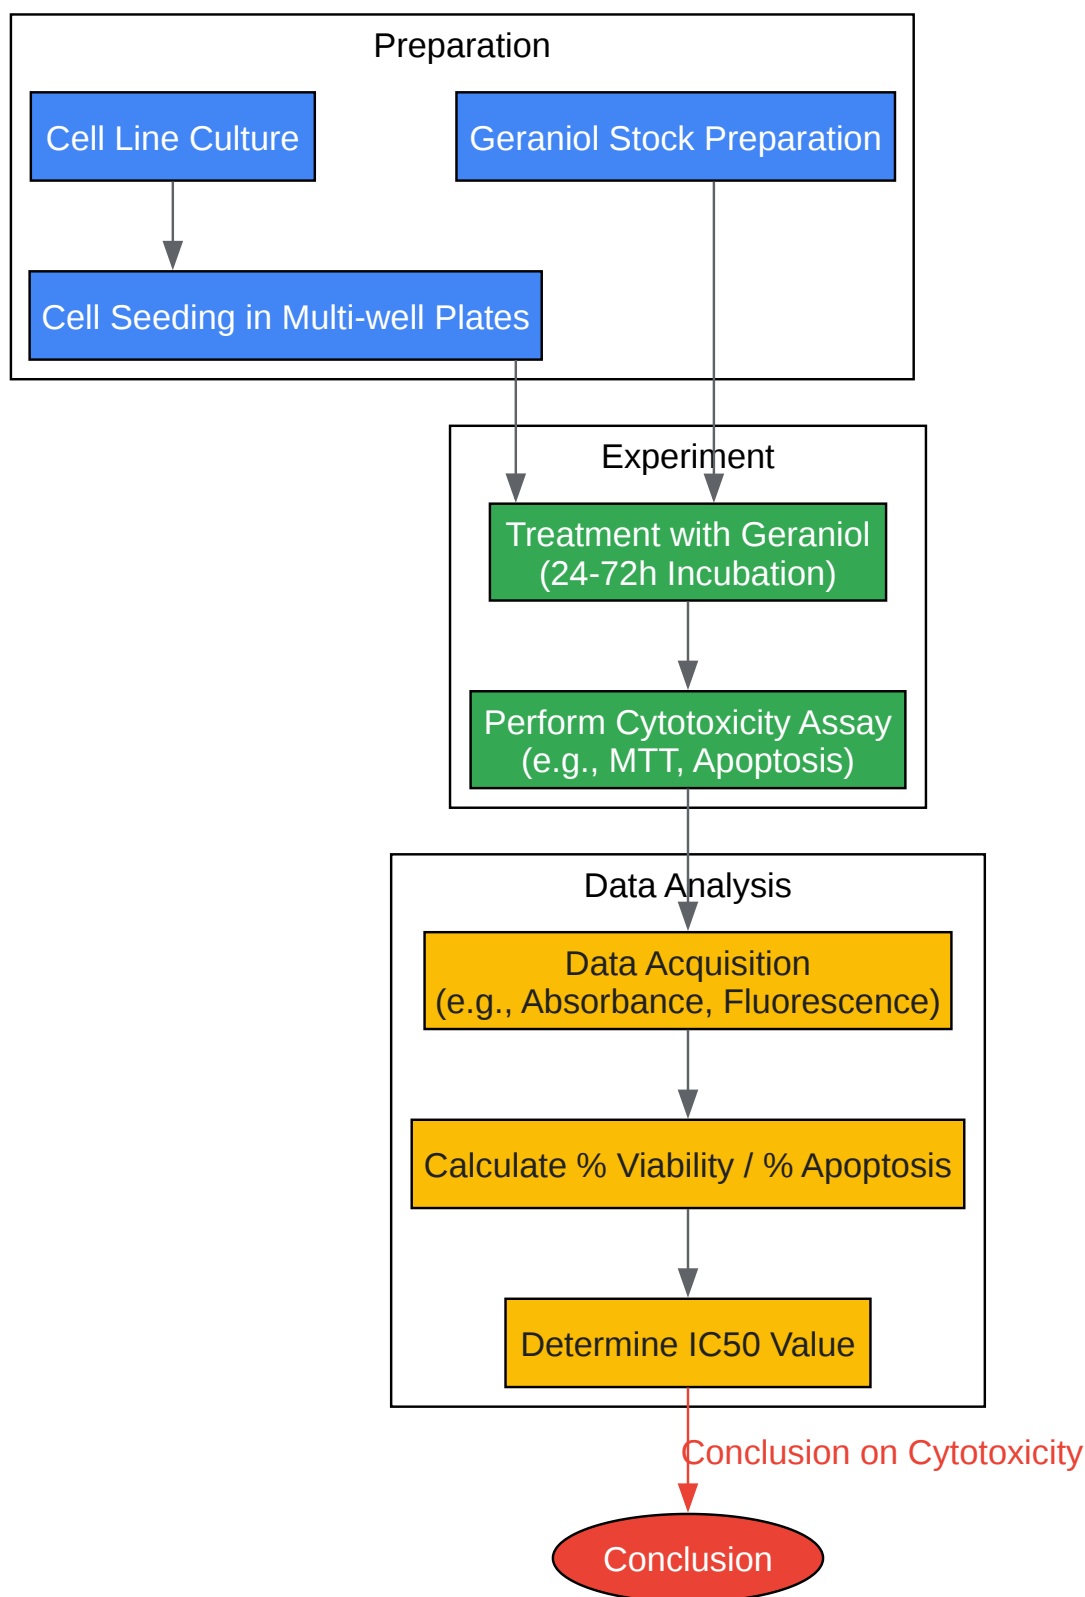 Preparation
Cell Line Culture
Geraniol Stock Preparation
Cell Seeding in Multi-well Plates
Experiment
Treatment with Geraniol
(24-72h Incubation)
Perform Cytotoxicity Assay
(e.g., MTT, Apoptosis)
Data Analysis
Data Acquisition
(e.g., Absorbance, Fluorescence)
Calculate % Viability / % Apoptosis
Determine IC50 Value
Conclusion on Cytotoxicity
Conclusion